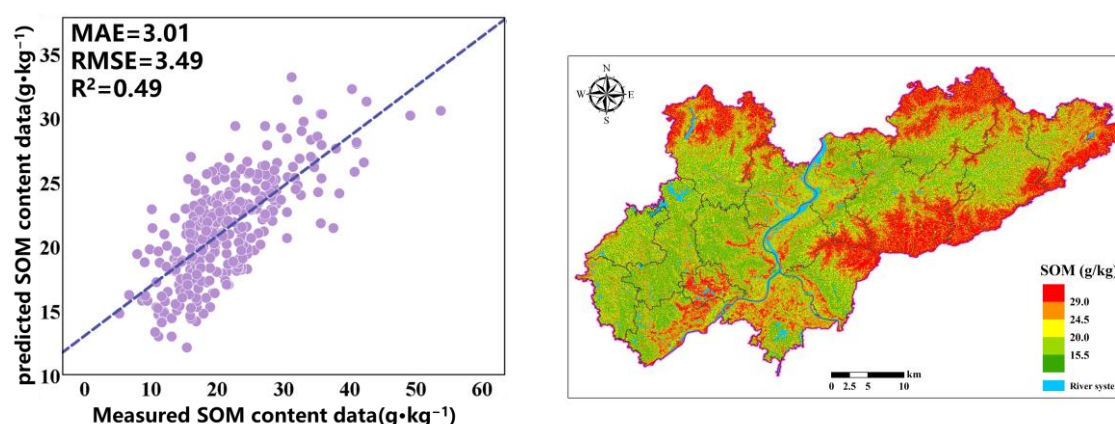 MAE=3.01
RMSE=3.49
R²=0.49
35
30
25
20
15
10
predicted SOM content data(g•kg⁻¹)
0 10 20 30 40 50 60
Measured SOM content data(g•kg⁻¹)
N
W E
S
SOM (g/kg)
29.0
24.5
20.0
15.5
River syste
km
0 2.5 5 10